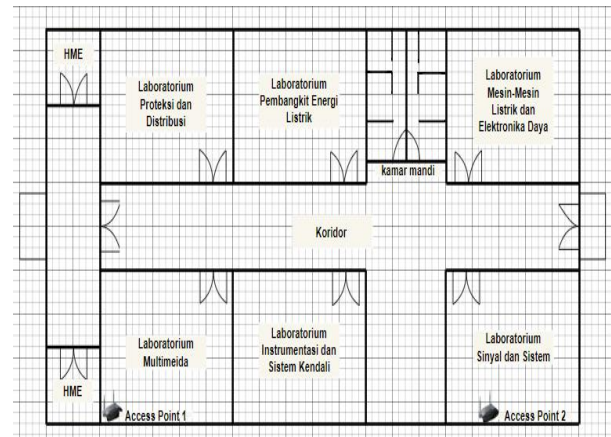 HME
Laboratorium
Proteksi dan
Distribusi
Laboratorium
Pembangkit Energi
Listrik
Laboratorium
Mesin-Mesin
Listrik dan
Elektronika Daya
kamar mandi
Koridor
Laboratorium
Multimeida
Laboratorium
Instrumentasi dan
Sistem Kendali
Laboratorium
Sinyal dan Sistem
HME
Access Point 1
Access Point 2